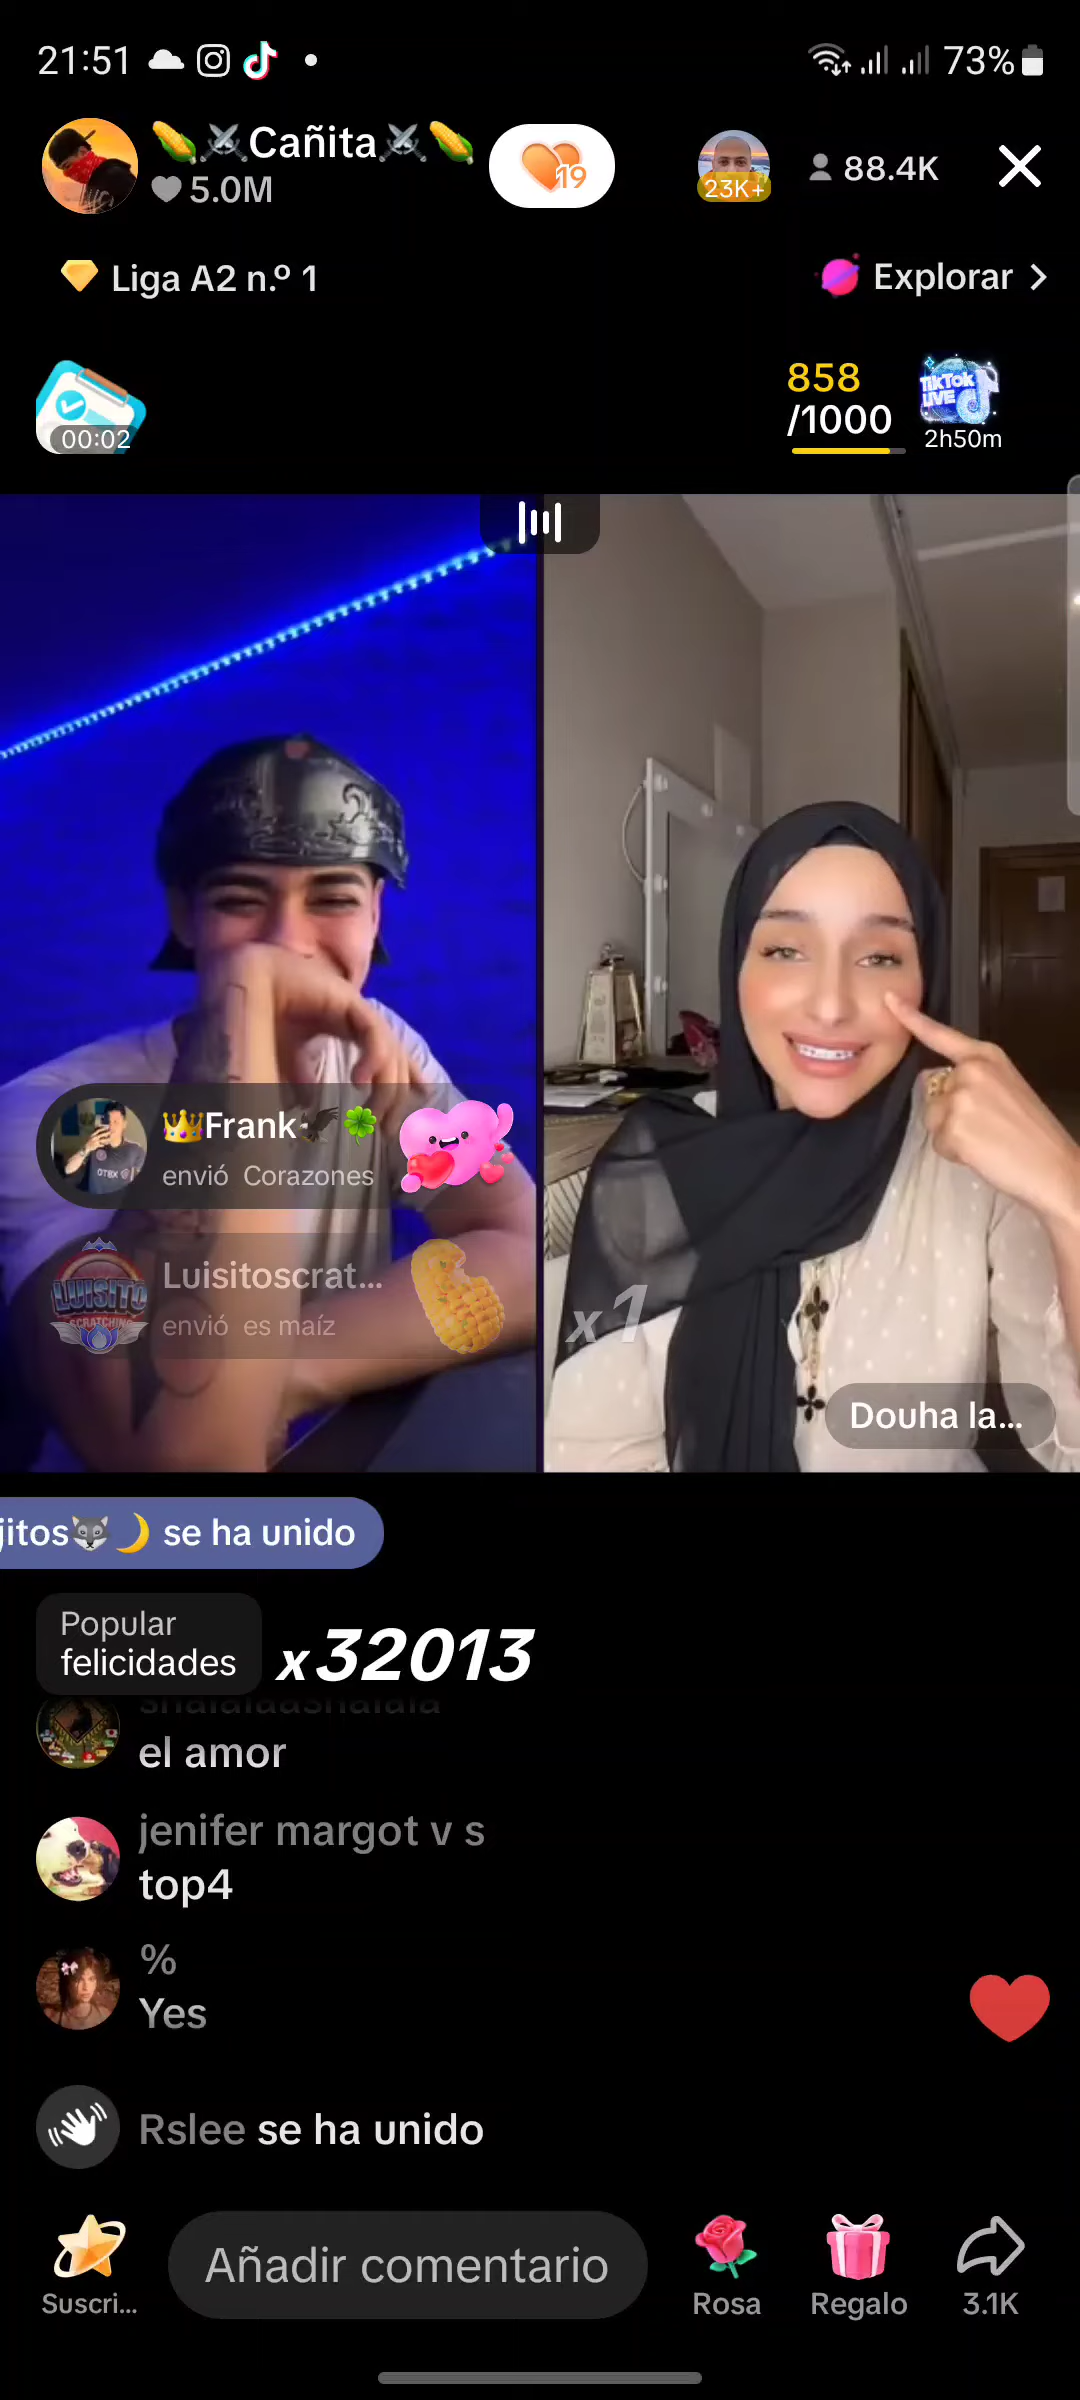 21:51
73%
🌽⚔️Cañita⚔️🌽
5.0M
19
23K+
88.4K
Liga A2 n.º 1
Explorar
00:02
858
/1000
TikTok
LIVE
2h50m
👑Frank🦅🍀
envió Corazones
LUISITO
SCRATCHING
Luisitoscrat...
envió es maíz
x1
Douha la...
jitos🐺🌙 se ha unido
Popular
felicidades
x32013
el amor
jenifer margot v s
top4
%
Yes
Rslee se ha unido
Suscri...
Añadir comentario
Rosa
Regalo
3.1K